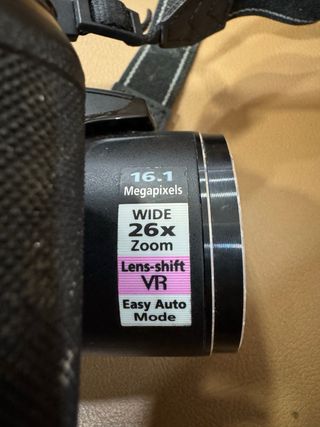 16.1
Megapixels
WIDE
26x
Zoom
Lens-shift
VR
Easy Auto
Mode